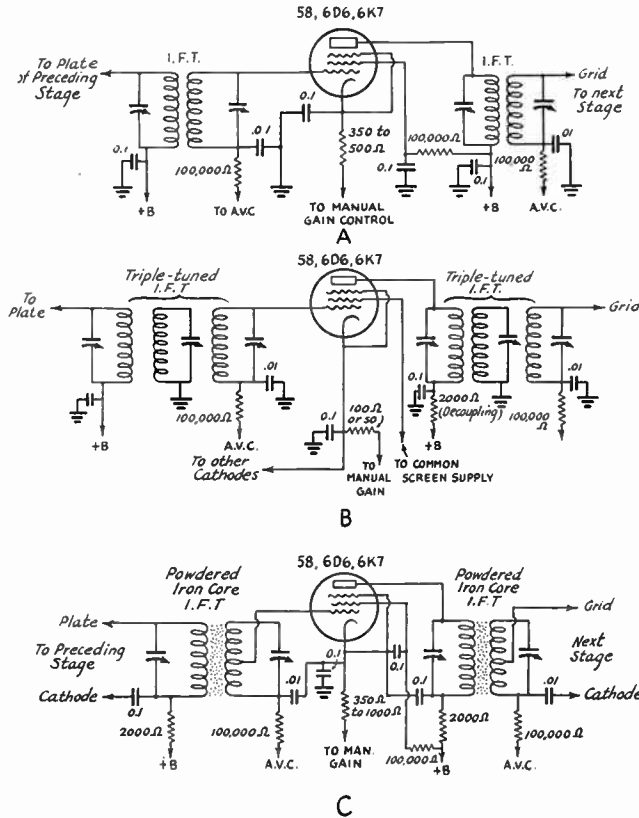 58, 6D6, 6K7
To Plate
of Preceding
Stage
I.F.T.
I.F.T.
Grid
To next
Stage
0.1
.01
0.1
350 to
500Ω
100,000Ω
0.1
0.1
100,000
Ω
.01
0.1
100,000Ω
+B
TO A.V.C
TO MANUAL
GAIN CONTROL
+B
A.V.C.
A
58, 6D6, 6K7
Triple-tuned
I.F.T
Triple-tuned
I.F.T.
To
Plate
Grid
.01
100,000Ω
+B
A.V.C.
0.1
100Ω
or so
0.1
2000Ω
(Decoupling)
.01
100,000
Ω
To other
Cathodes
TO
MANUAL
GAIN
TO COMMON
SCREEN SUPPLY
+B
B
58, 6D6, 6K7
Powdered
Iron Core
I.F.T
Powdered
Iron Core
I.F.T
Plate
Grid
To Preceding
Stage
Next
Stage
Cathode
0.1
.01
0.1
0.1
0.1
.01
Cathode
2000Ω
100,000Ω
350Ω
to 1000Ω
2000Ω
100,000Ω
100,000Ω
+B
A.V.C.
TO MAN.
GAIN
+B
A.V.C.
C